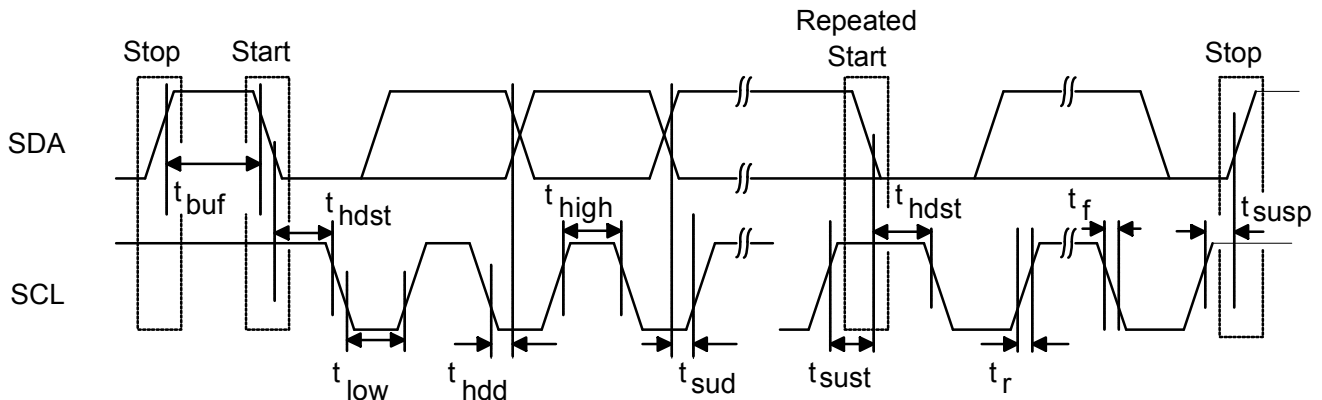 Repeated
Stop Start Start Stop
SDA
t buf t hdst t high t hdst t f t susp
SCL
t low t hdd t sud t sust t r